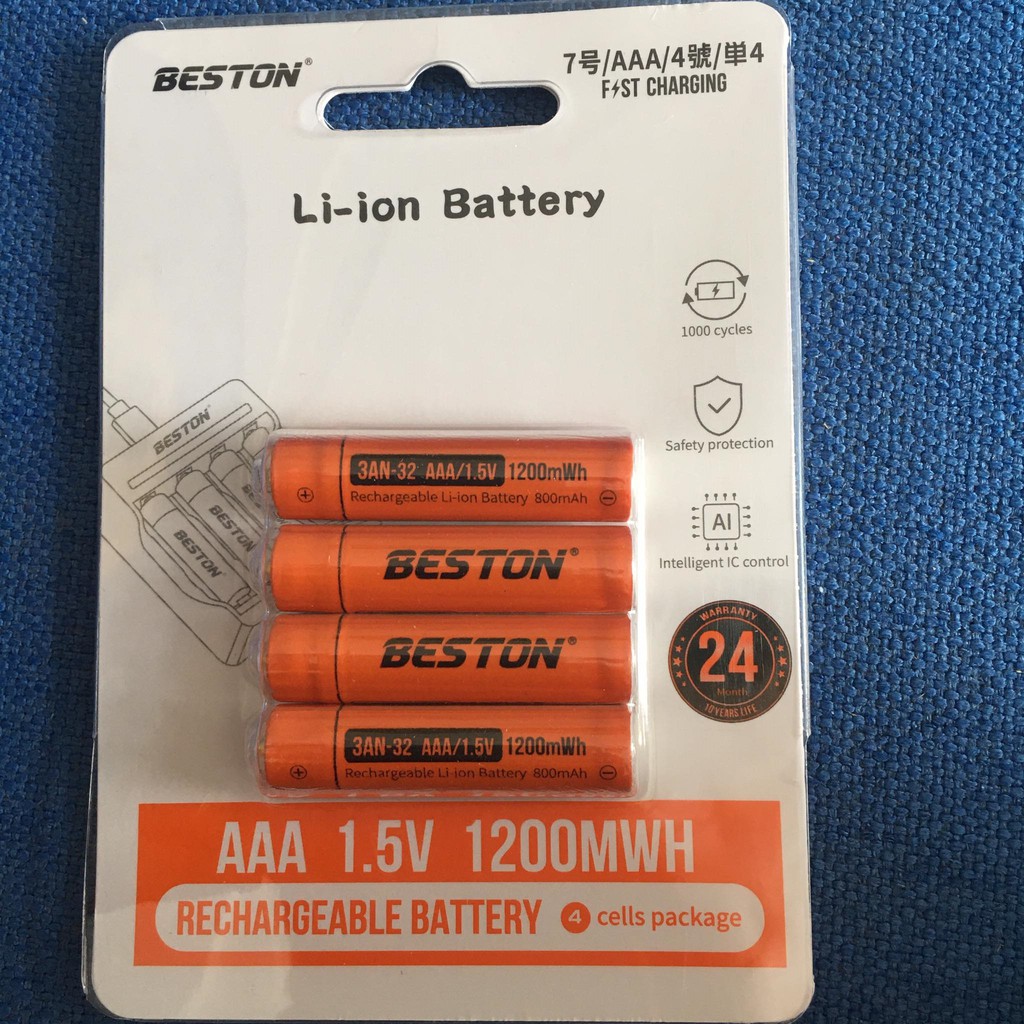 BESTON®
7号/AAA/4號/単4
FAST CHARGING
Li-ion Battery
1000 cycles
Safety protection
AI
Intelligent IC control
WARRANTY
24
Month
10 YEARS LIFE
BESTON
BESTON
BESTON
BESTON
3AN-32 AAA/1.5V 1200mWh
Rechargeable Li-ion Battery 800mAh
BESTON®
BESTON®
3AN-32 AAA/1.5V 1200mWh
Rechargeable Li-ion Battery 800mAh
AAA 1.5V 1200MWH
RECHARGEABLE BATTERY 4 cells package